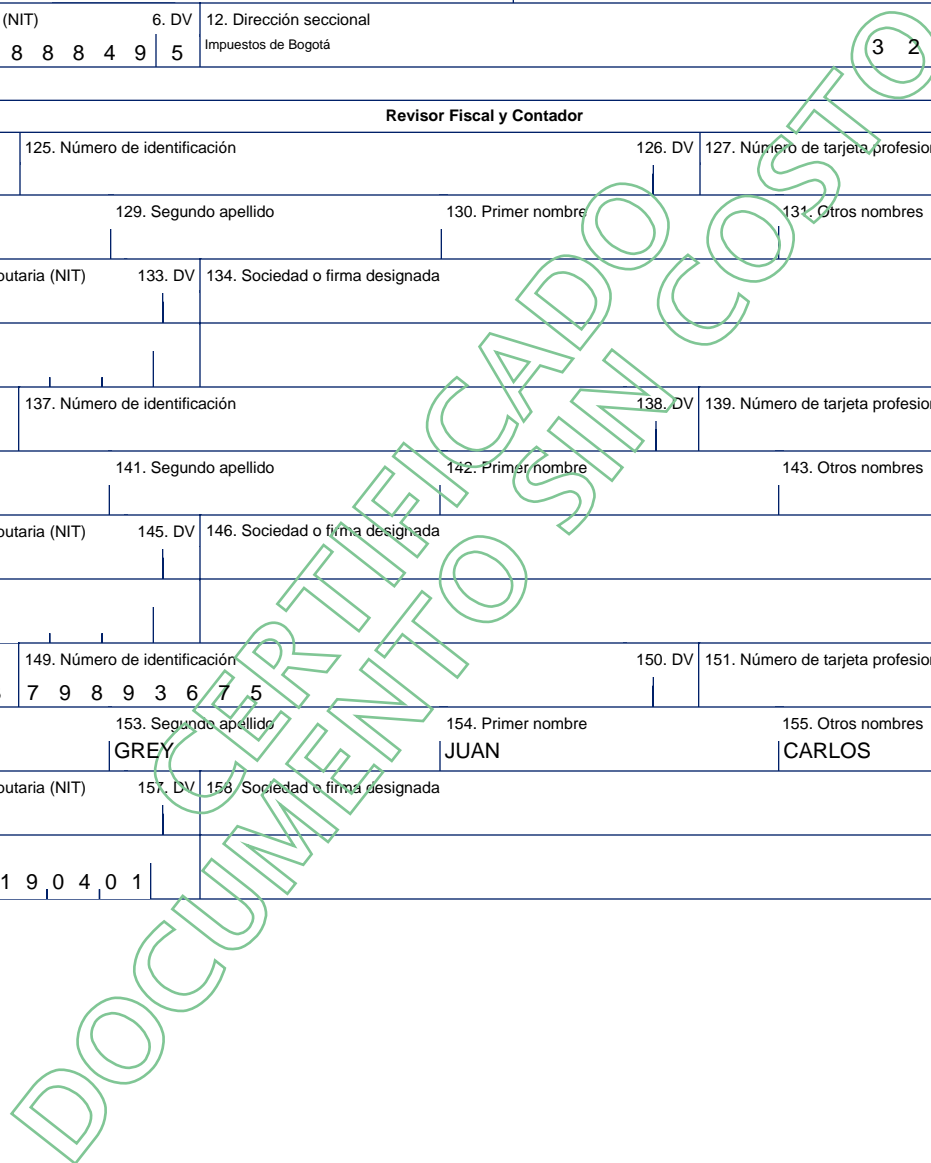 (NIT) 6. DV 12. Dirección seccional
8 8 8 4 9 5 Impuestos de Bogotá 3 2
Revisor Fiscal y Contador
125. Número de identificación 126. DV 127. Número de tarjeta profesion
129. Segundo apellido 130. Primer nombre 131. Otros nombres
butaria (NIT) 133. DV 134. Sociedad o firma designada
137. Número de identificación 138. DV 139. Número de tarjeta profesion
141. Segundo apellido 142. Primer nombre 143. Otros nombres
butaria (NIT) 145. DV 146. Sociedad o firma designada
149. Número de identificación 150. DV 151. Número de tarjeta profesion
7 9 8 9 3 6 7 5
153. Segundo apellido 154. Primer nombre 155. Otros nombres
GREY JUAN CARLOS
butaria (NIT) 157. DV 158. Sociedad o firma designada
1 9 0 4 0 1
CERTIFICADO
DOCUMENTO SIN COSTO